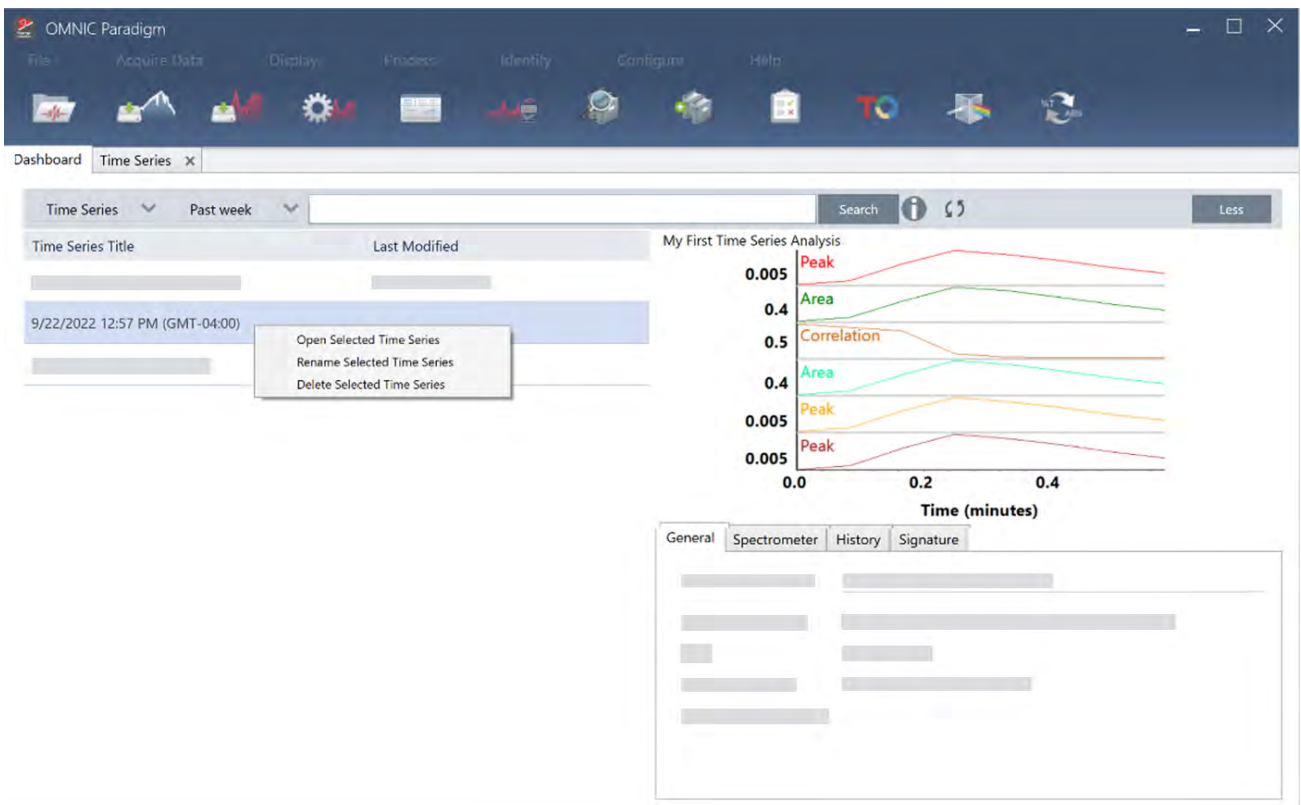 OMNIC Paradigm
File Acquire Data Display Process Identify Configure Help
TQ %T ABS
Dashboard Time Series
Time Series Past week Search Less
Time Series Title Last Modified
9/22/2022 12:57 PM (GMT-04:00)
Open Selected Time Series
Rename Selected Time Series
Delete Selected Time Series
My First Time Series Analysis
0.005 Peak
0.4 Area
0.5 Correlation
0.4 Area
0.005 Peak
0.005 Peak
0.0 0.2 0.4
Time (minutes)
General Spectrometer History Signature